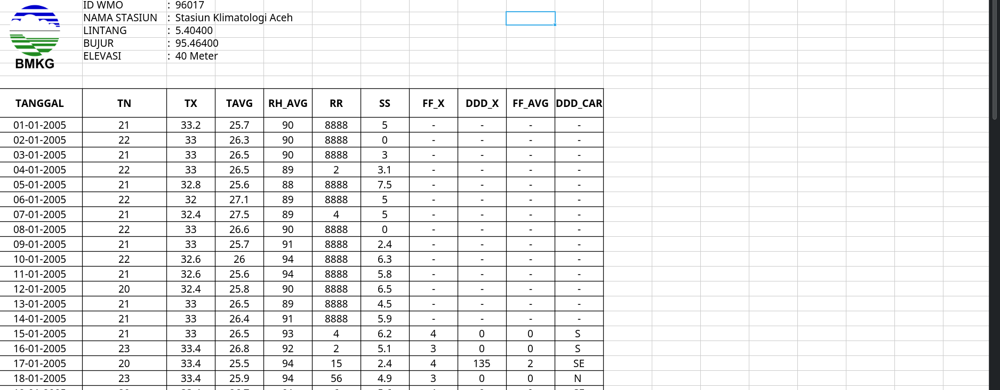 BMKG
ID WMO : 96017
NAMA STASIUN : Stasiun Klimatologi Aceh
LINTANG : 5.40400
BUJUR : 95.46400
ELEVASI : 40 Meter
TANGGAL TN TX TAVG RH_AVG RR SS FF_X DDD_X FF_AVG DDD_CAR
01-01-2005 21 33.2 25.7 90 8888 5 - - - -
02-01-2005 22 33 26.3 90 8888 0 - - - -
03-01-2005 21 33 26.5 90 8888 3 - - - -
04-01-2005 22 33 26.5 89 2 3.1 - - - -
05-01-2005 21 32.8 25.6 88 8888 7.5 - - - -
06-01-2005 22 32 27.1 89 8888 5 - - - -
07-01-2005 21 32.4 27.5 89 4 5 - - - -
08-01-2005 22 33 26.6 90 8888 0 - - - -
09-01-2005 21 33 25.7 91 8888 2.4 - - - -
10-01-2005 22 32.6 26 94 8888 6.3 - - - -
11-01-2005 21 32.6 25.6 94 8888 5.8 - - - -
12-01-2005 20 32.4 25.8 90 8888 6.5 - - - -
13-01-2005 21 33 26.5 89 8888 4.5 - - - -
14-01-2005 21 33 26.4 91 8888 5.9 - - - -
15-01-2005 21 33 26.5 93 4 6.2 4 0 0 S
16-01-2005 23 33.4 26.8 92 2 5.1 3 0 0 S
17-01-2005 20 33.4 25.5 94 15 2.4 4 135 2 SE
18-01-2005 23 33.4 25.9 94 56 4.9 3 0 0 N